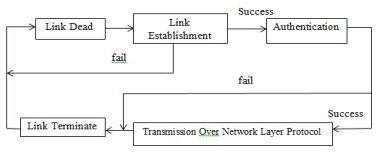 Link Dead
Link
Establishment
Success
Authentication
fail
fail
Success
Link Terminate
Transmission Over Network Layer Protocol